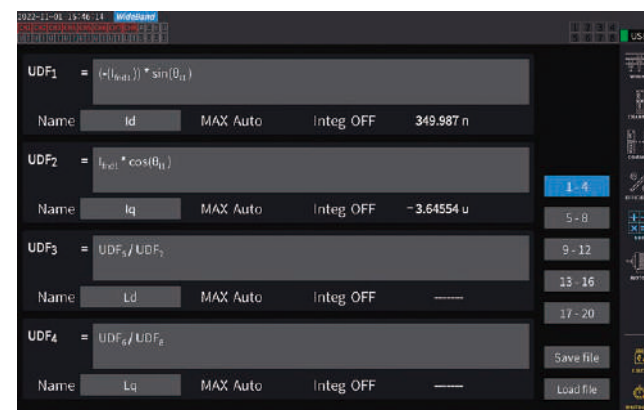 2022-11-01 15:46:14 WideBand
UDF1 = (-(Ifnd1)) * sin(θI1)
Name Id MAX Auto Integ OFF 349.987 n
UDF2 = Ifnd1 * cos(θI1)
Name Iq MAX Auto Integ OFF -3.64554 u
1-4
5-8
UDF3 = UDF5 / UDF7
9-12
13-16
Name Ld MAX Auto Integ OFF ------
17-20
UDF4 = UDF6 / UDF8
Save file
Name Lq MAX Auto Integ OFF ------
Load file